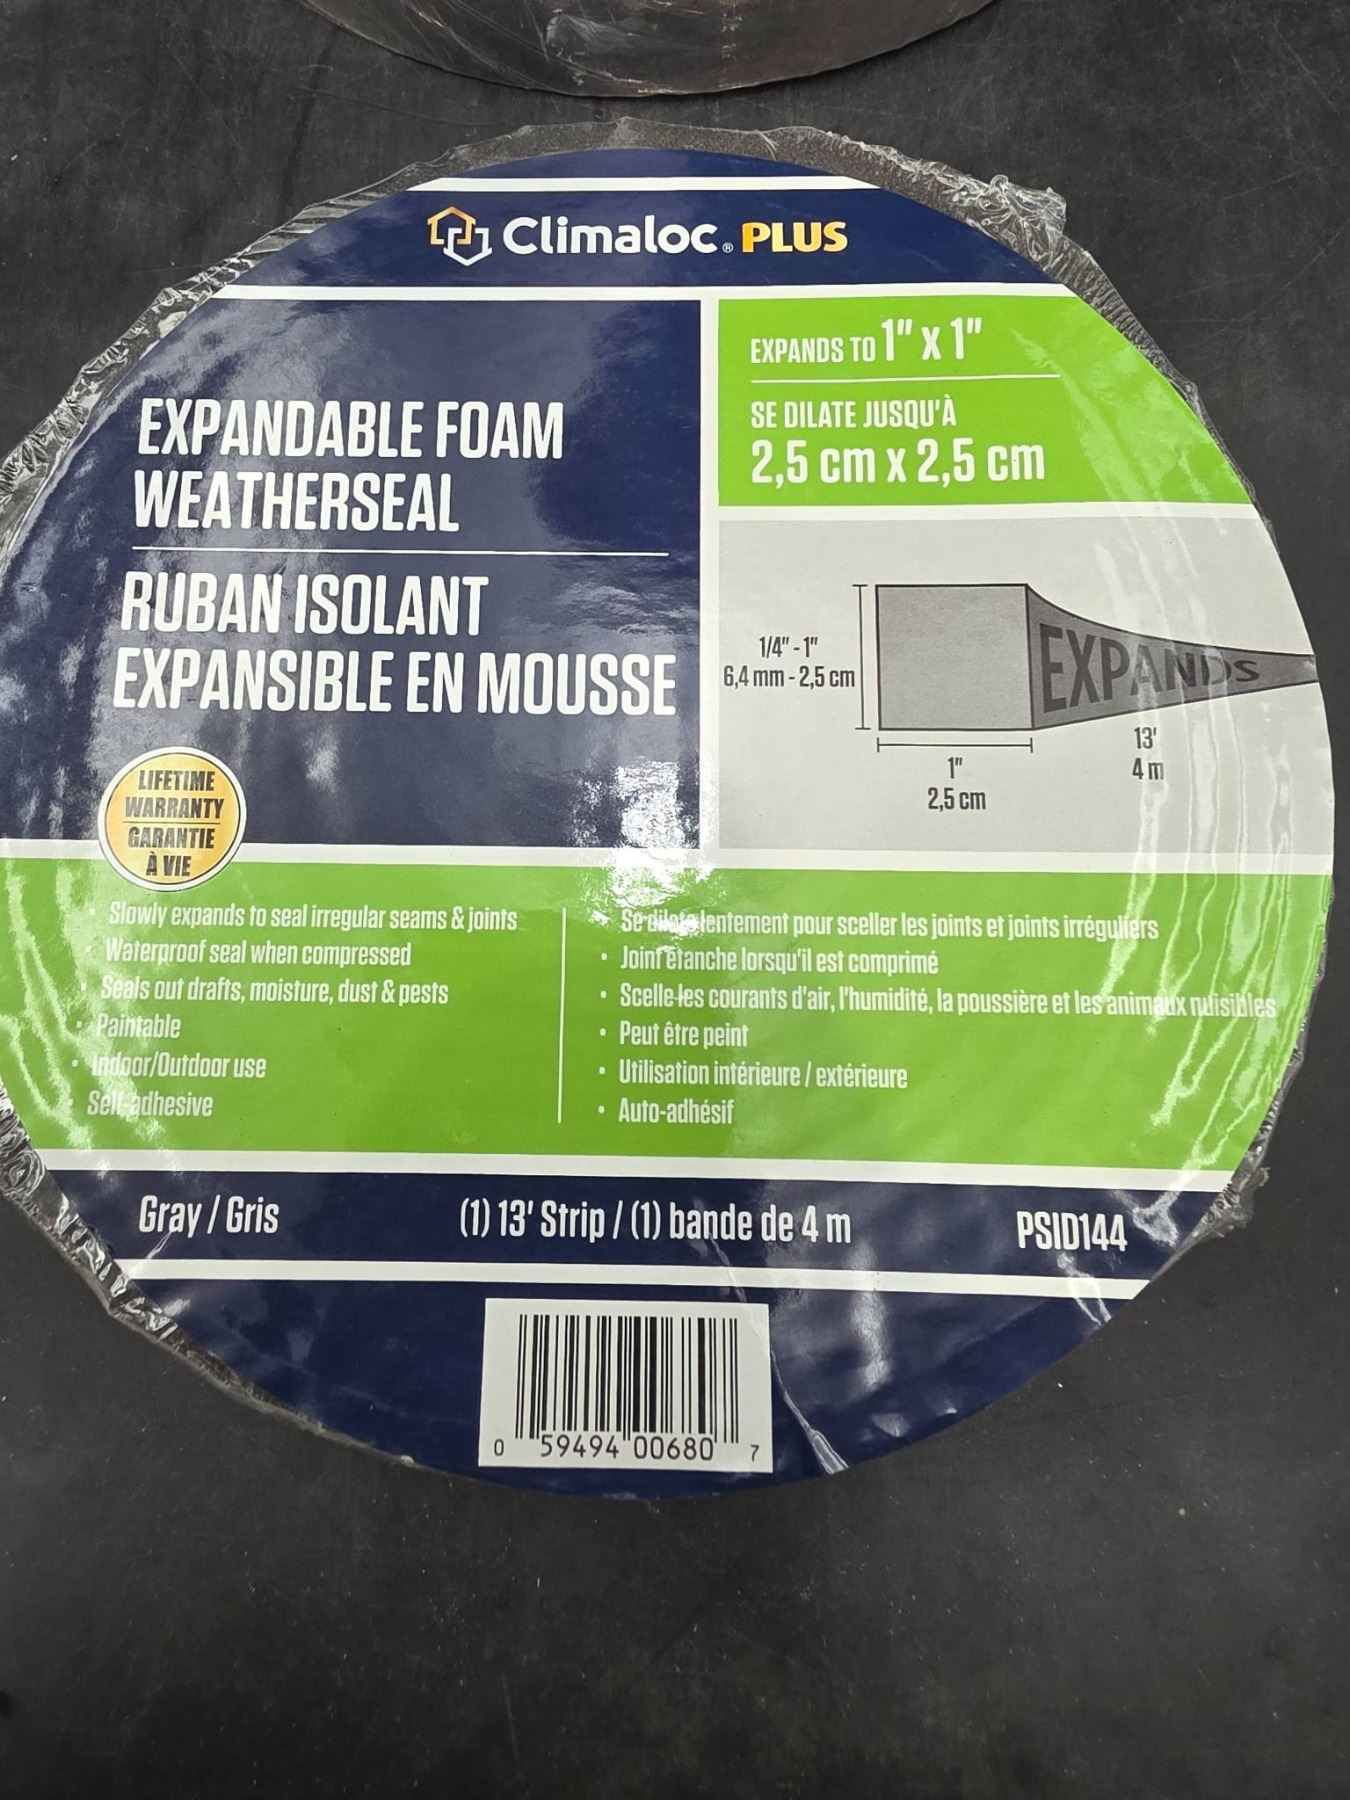 Climaloc® PLUS
EXPANDABLE FOAM
WEATHERSEAL
RUBAN ISOLANT
EXPANSIBLE EN MOUSSE
EXPANDS TO 1" x 1"
SE DILATE JUSQU'À
2,5 cm x 2,5 cm
1/4" - 1"
6,4 mm - 2,5 cm
EXPANDS
1"
2,5 cm
13'
4 m
LIFETIME
WARRANTY
GARANTIE
À VIE
• Slowly expands to seal irregular seams & joints
• Waterproof seal when compressed
• Seals out drafts, moisture, dust & pests
• Paintable
• Indoor/Outdoor use
• Self-adhesive
• Se dilate lentement pour sceller les joints et joints irréguliers
• Joint étanche lorsqu'il est comprimé
• Scelle les courants d'air, l'humidité, la poussière et les animaux nuisibles
• Peut être peint
• Utilisation intérieure / extérieure
• Auto-adhésif
Gray / Gris (1) 13' Strip / (1) bande de 4 m PSID144
0 59494 00680 7